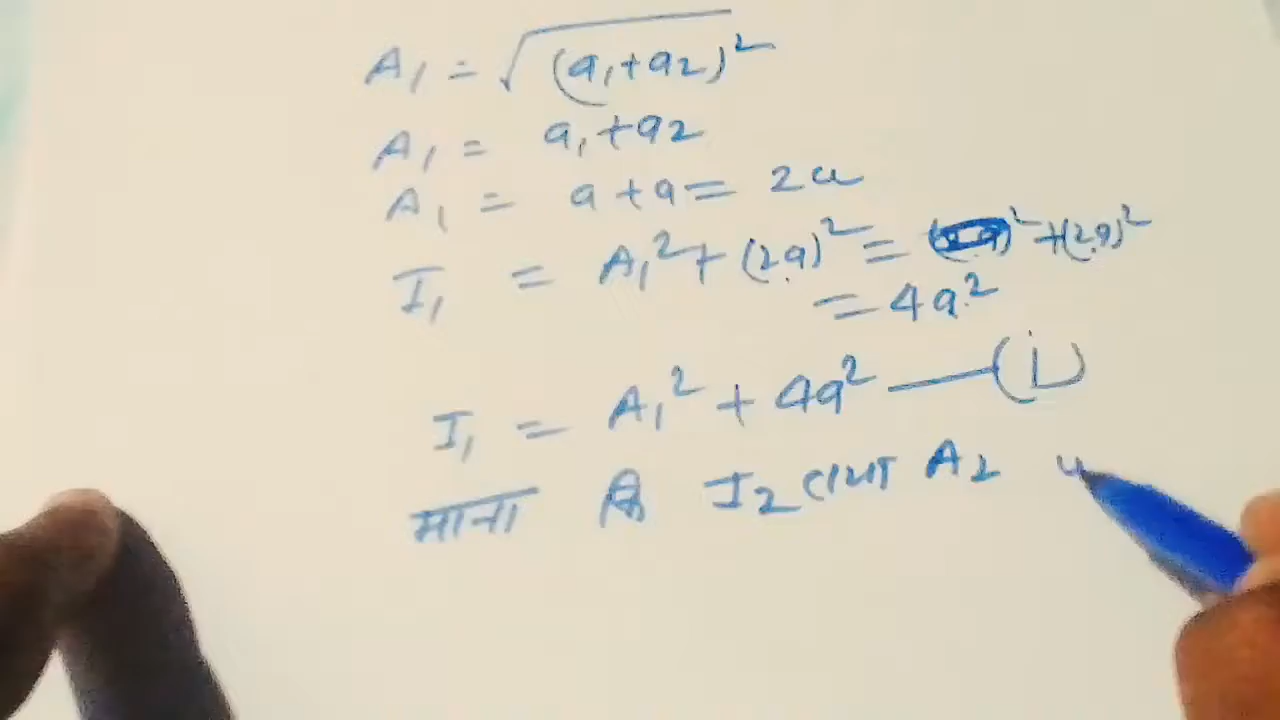 A₁ = √(a₁+a₂)²
A₁ = a₁+a₂
A₁ = a+a = 2a
I₁ = A₁²+(2a)² = ²+(2a)²
= 4a²
I₁ = A₁² + 4a² —(i)
माना कि I₂ तथा A₂